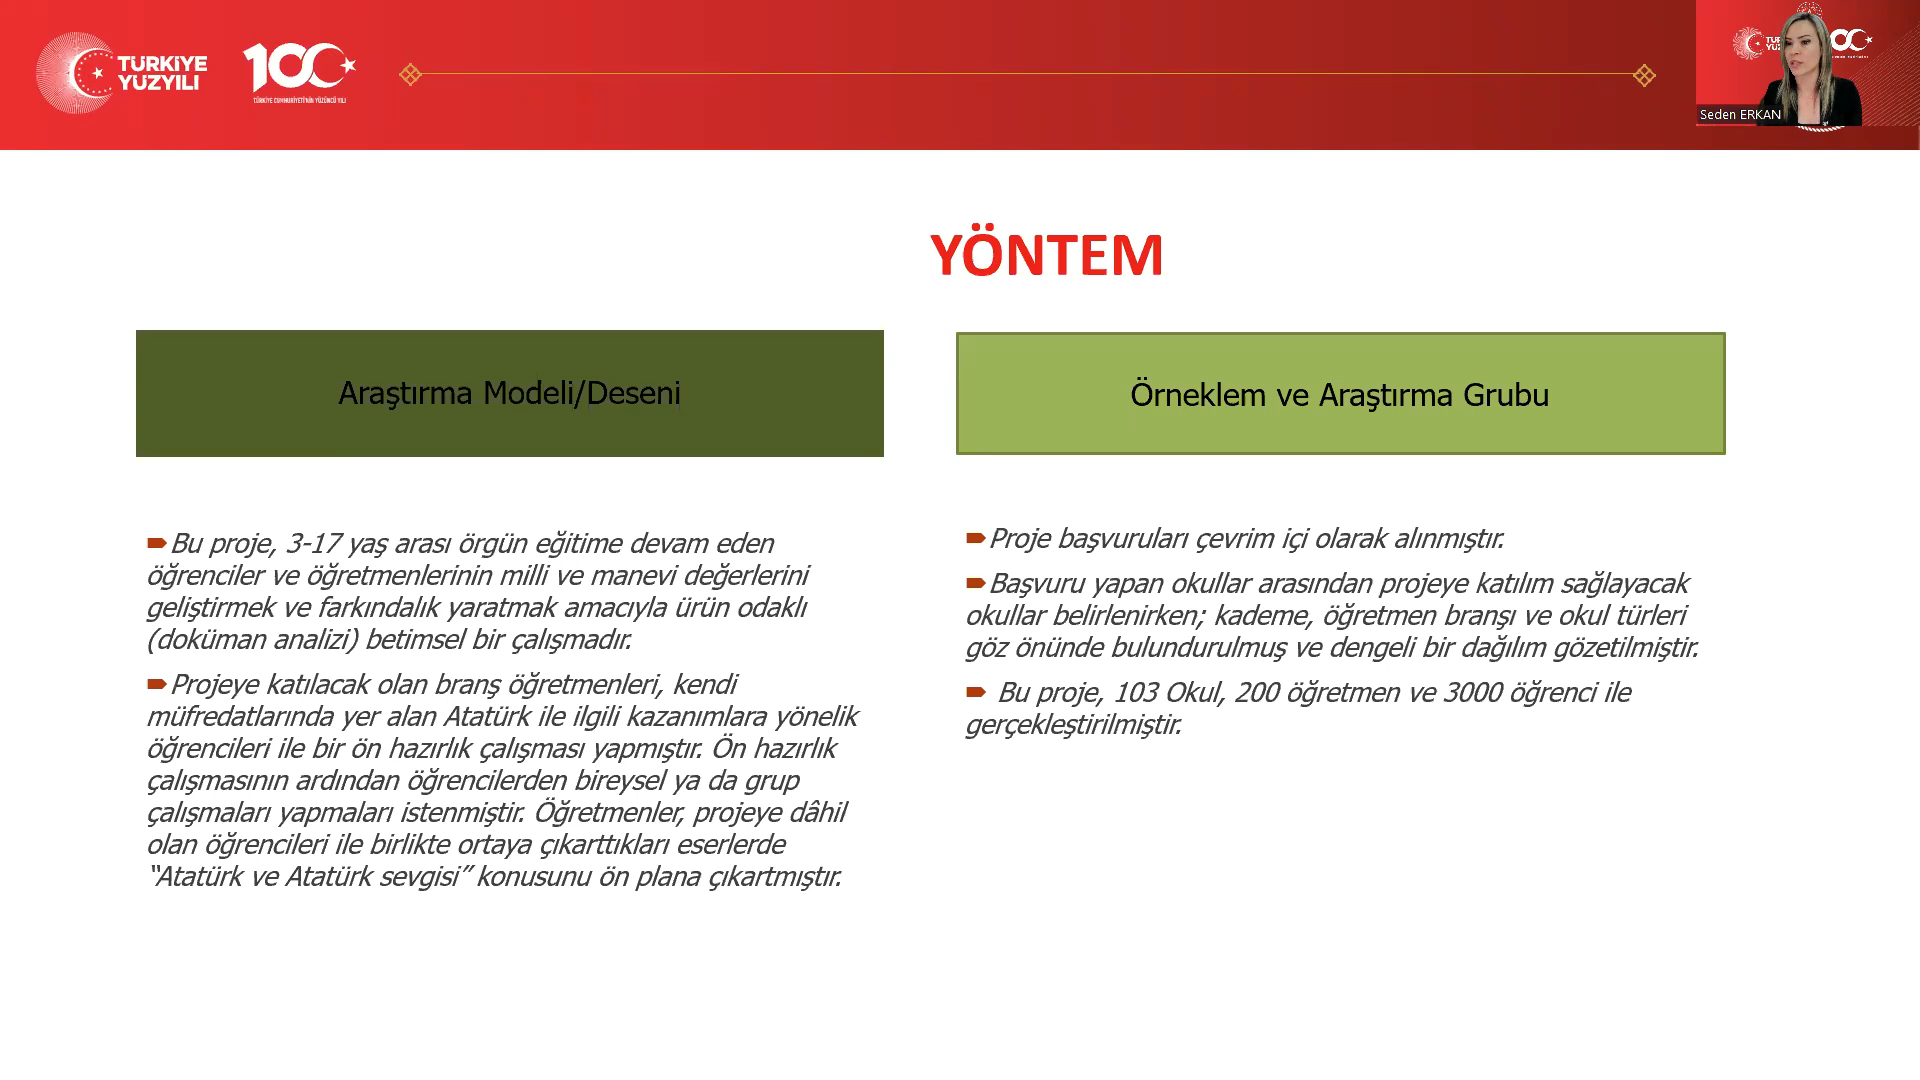 TÜRKİYE
YÜZYILI
100
TÜRKİYE CUMHURİYETİ'NİN YÜZÜNCÜ YILI
Seden ERKAN
YÖNTEM
Araştırma Modeli/Deseni
Bu proje, 3-17 yaş arası örgün eğitime devam eden
öğrenciler ve öğretmenlerinin milli ve manevi değerlerini
geliştirmek ve farkındalık yaratmak amacıyla ürün odaklı
(doküman analizi) betimsel bir çalışmadır.
Projeye katılacak olan branş öğretmenleri, kendi
müfredatlarında yer alan Atatürk ile ilgili kazanımlara yönelik
öğrencileri ile bir ön hazırlık çalışması yapmıştır. Ön hazırlık
çalışmasının ardından öğrencilerden bireysel ya da grup
çalışmaları yapmaları istenmiştir. Öğretmenler, projeye dâhil
olan öğrencileri ile birlikte ortaya çıkarttıkları eserlerde
“Atatürk ve Atatürk sevgisi” konusunu ön plana çıkartmıştır.
Örneklem ve Araştırma Grubu
Proje başvuruları çevrim içi olarak alınmıştır.
Başvuru yapan okullar arasından projeye katılım sağlayacak
okullar belirlenirken; kademe, öğretmen branşı ve okul türleri
göz önünde bulundurulmuş ve dengeli bir dağılım gözetilmiştir.
Bu proje, 103 Okul, 200 öğretmen ve 3000 öğrenci ile
gerçekleştirilmiştir.